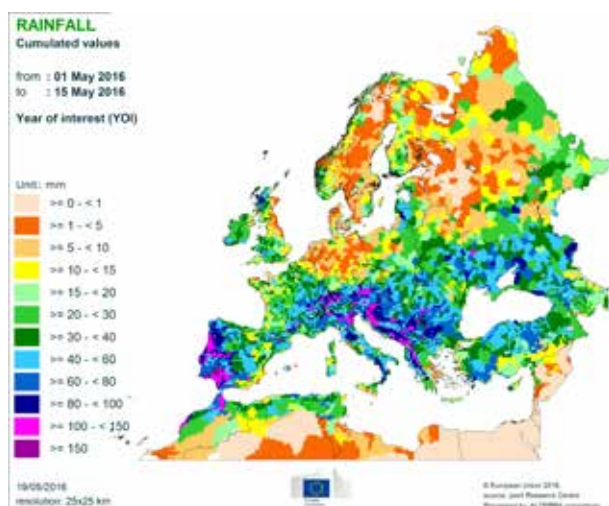 RAINFALL
Cumulated values
from : 01 May 2016
to : 15 May 2016
Year of interest (YOI)
Unit: mm
>= 0 - < 1
>= 1 - < 5
>= 5 - < 10
>= 10 - < 15
>= 15 - < 20
>= 20 - < 30
>= 30 - < 40
>= 40 - < 60
>= 60 - < 80
>= 80 - < 100
>= 100 - < 150
>= 150
19/05/2016
resolution: 25x25 km
© European Union 2016
source: Joint Research Centre